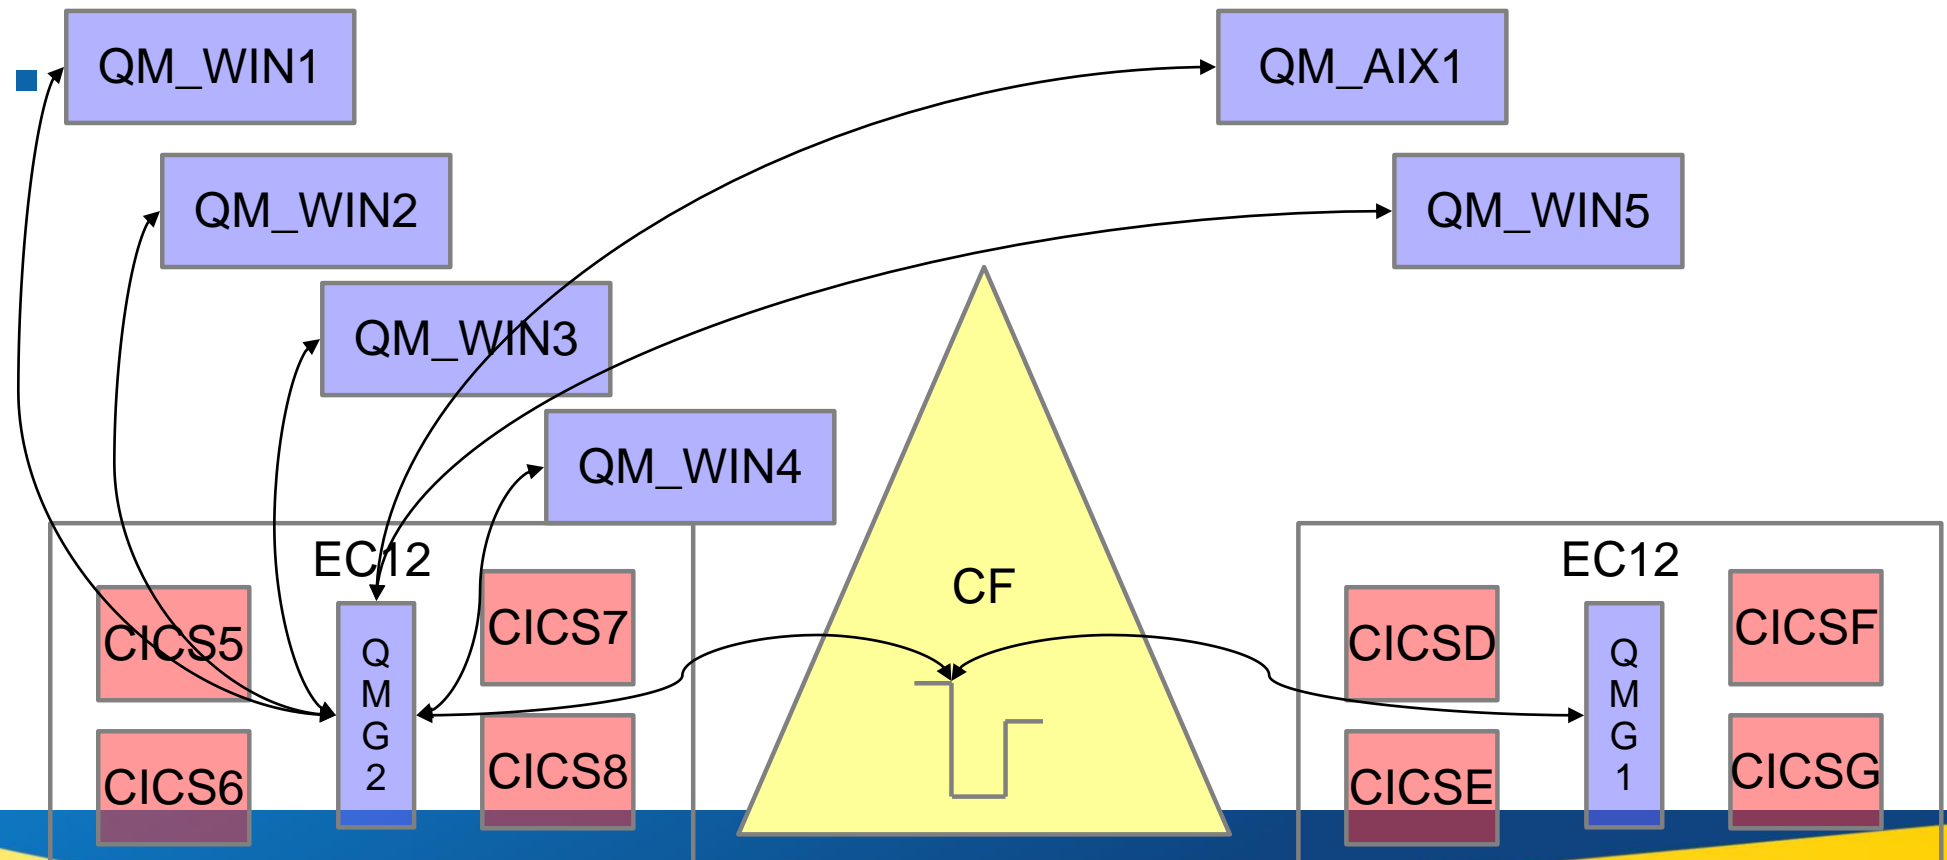 QM_WIN1
QM_AIX1
QM_WIN2
QM_WIN5
QM_WIN3
QM_WIN4
EC12
CICS5
CICS7
Q
M
G
2
CICS6
CICS8
CF
EC12
CICSD
CICSF
Q
M
G
1
CICSE
CICSG